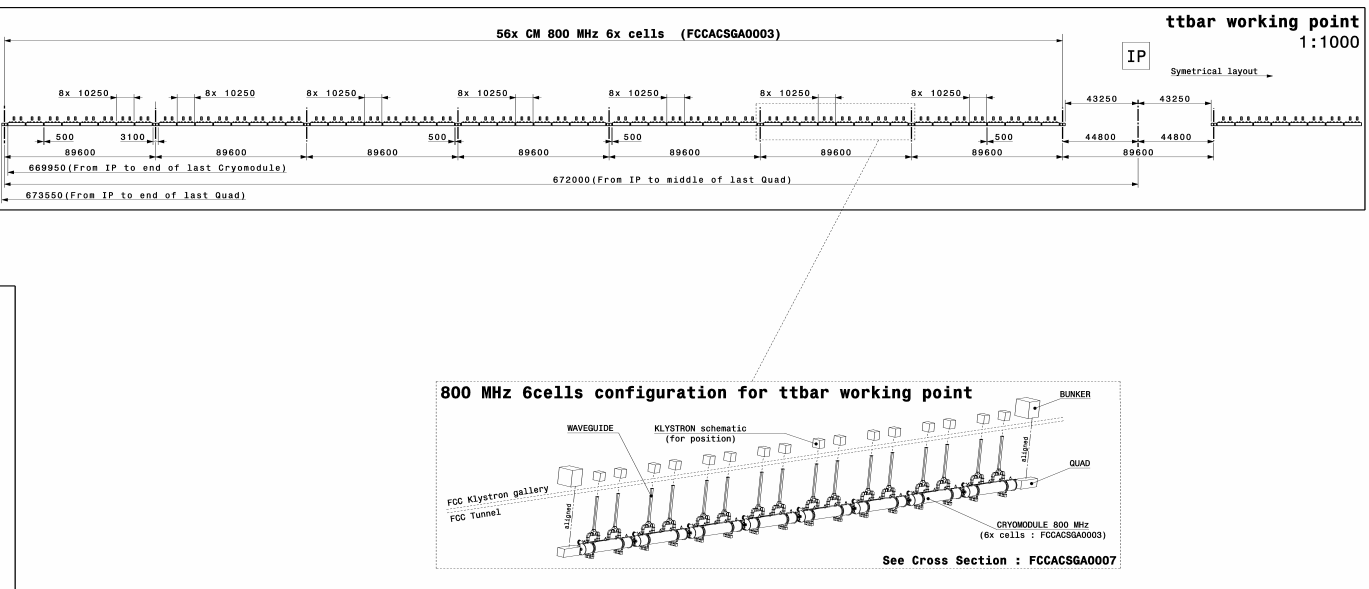 ttbar working point
1:1000
56x CM 800 MHz 6x cells (FCCACSGA0003)
IP
Symetrical layout
8x 10250 8x 10250 8x 10250 8x 10250 8x 10250 8x 10250 8x 10250 43250 43250
500 3100 500 500 500 44800 44800
89600 89600 89600 89600 89600 89600 89600 89600
669950(From IP to end of last Cryomodule)
672000(From IP to middle of last Quad)
673550(From IP to end of last Quad)
800 MHz 6cells configuration for ttbar working point
BUNKER
WAVEGUIDE
KLYSTRON schematic
(for position)
aligned
QUAD
FCC Klystron gallery
FCC Tunnel
aligned
CRYOMODULE 800 MHz
(6x cells : FCCACSGA0003)
See Cross Section : FCCACSGA0007